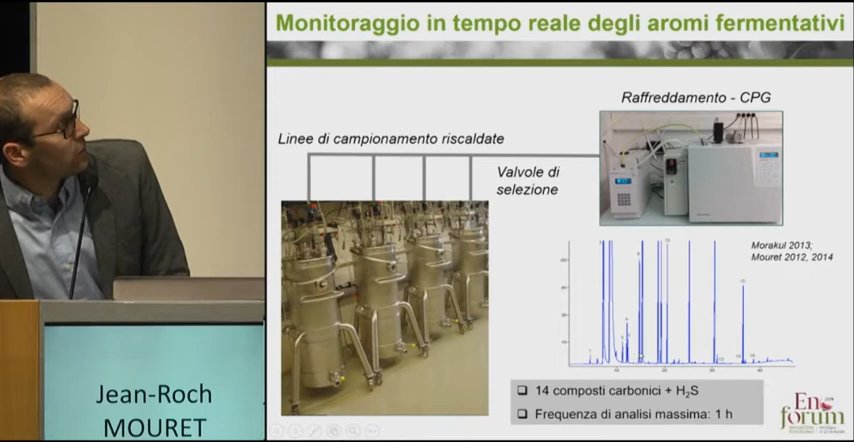 Monitoraggio in tempo reale degli aromi fermentativi
Raffreddamento - CPG
Linee di campionamento riscaldate
Valvole di
selezione
Morakul 2013;
Mouret 2012, 2014
14 composti carbonici + H₂S
Frequenza di analisi massima: 1 h
Jean-Roch
MOURET
Enoforum